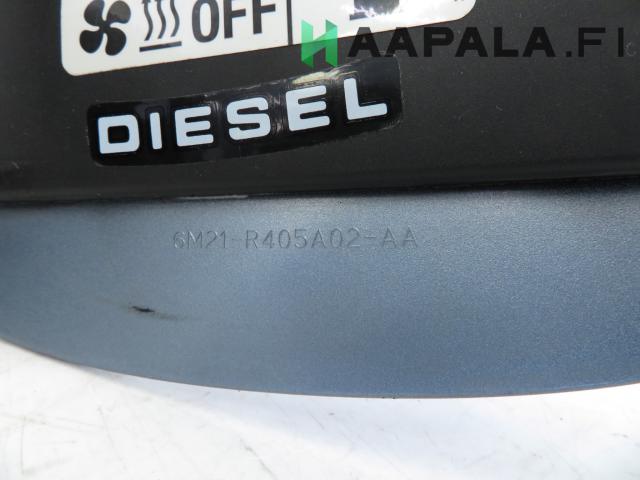 OFF
HAAPALA.FI
DIESEL
6M21-R405A02-AA